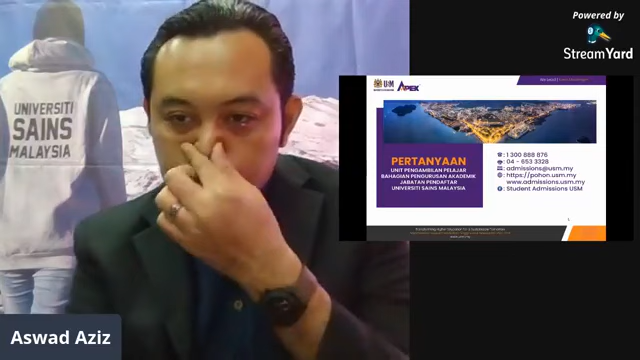 UNIVERSITI
SAINS
MALAYSIA
Powered by
StreamYard
USM
APEX
PERTANYAAN
UNIT PENGAMBILAN PELAJAR
BAHAGIAN PENGURUSAN AKADEMIK
JABATAN PENDAFTAR
UNIVERSITI SAINS MALAYSIA
: 1 300 888 876
: 04 - 653 3328
: admissions@usm.my
: https://pohon.usm.my
www.admissions.usm.my
: Student Admissions USM
Aswad Aziz